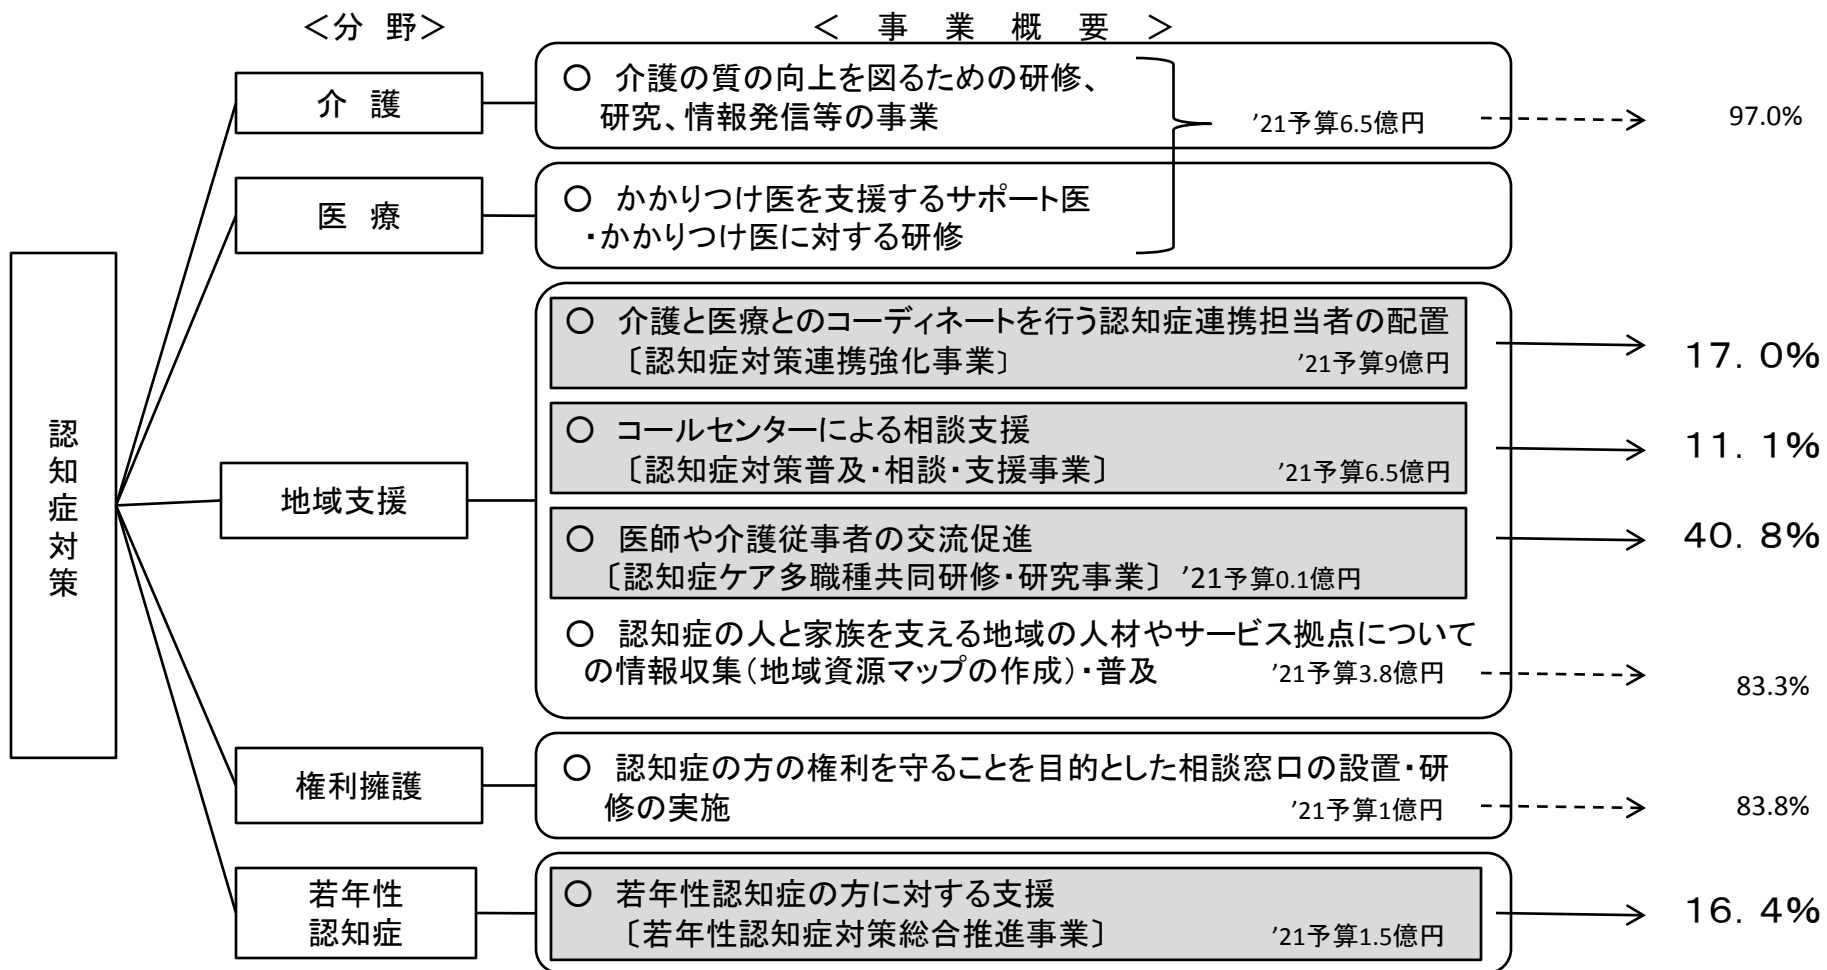 ＜分 野＞
＜ 事 業 概 要 ＞
介 護
○ 介護の質の向上を図るための研修、
研究、情報発信等の事業
’21予算6.5億円
97.0%
医 療
○ かかりつけ医を支援するサポート医
・かかりつけ医に対する研修
認知症対策
地域支援
○ 介護と医療とのコーディネートを行う認知症連携担当者の配置
〔認知症対策連携強化事業〕 ’21予算9億円
17．0%
○ コールセンターによる相談支援
〔認知症対策普及・相談・支援事業〕 ’21予算6.5億円
11．1%
○ 医師や介護従事者の交流促進
〔認知症ケア多職種共同研修・研究事業〕 ’21予算0.1億円
40．8%
○ 認知症の人と家族を支える地域の人材やサービス拠点について
の情報収集（地域資源マップの作成）・普及 ’21予算3.8億円
83.3%
権利擁護
○ 認知症の方の権利を守ることを目的とした相談窓口の設置・研
修の実施 ’21予算1億円
83.8%
若年性
認知症
○ 若年性認知症の方に対する支援
〔若年性認知症対策総合推進事業〕 ’21予算1.5億円
16．4%